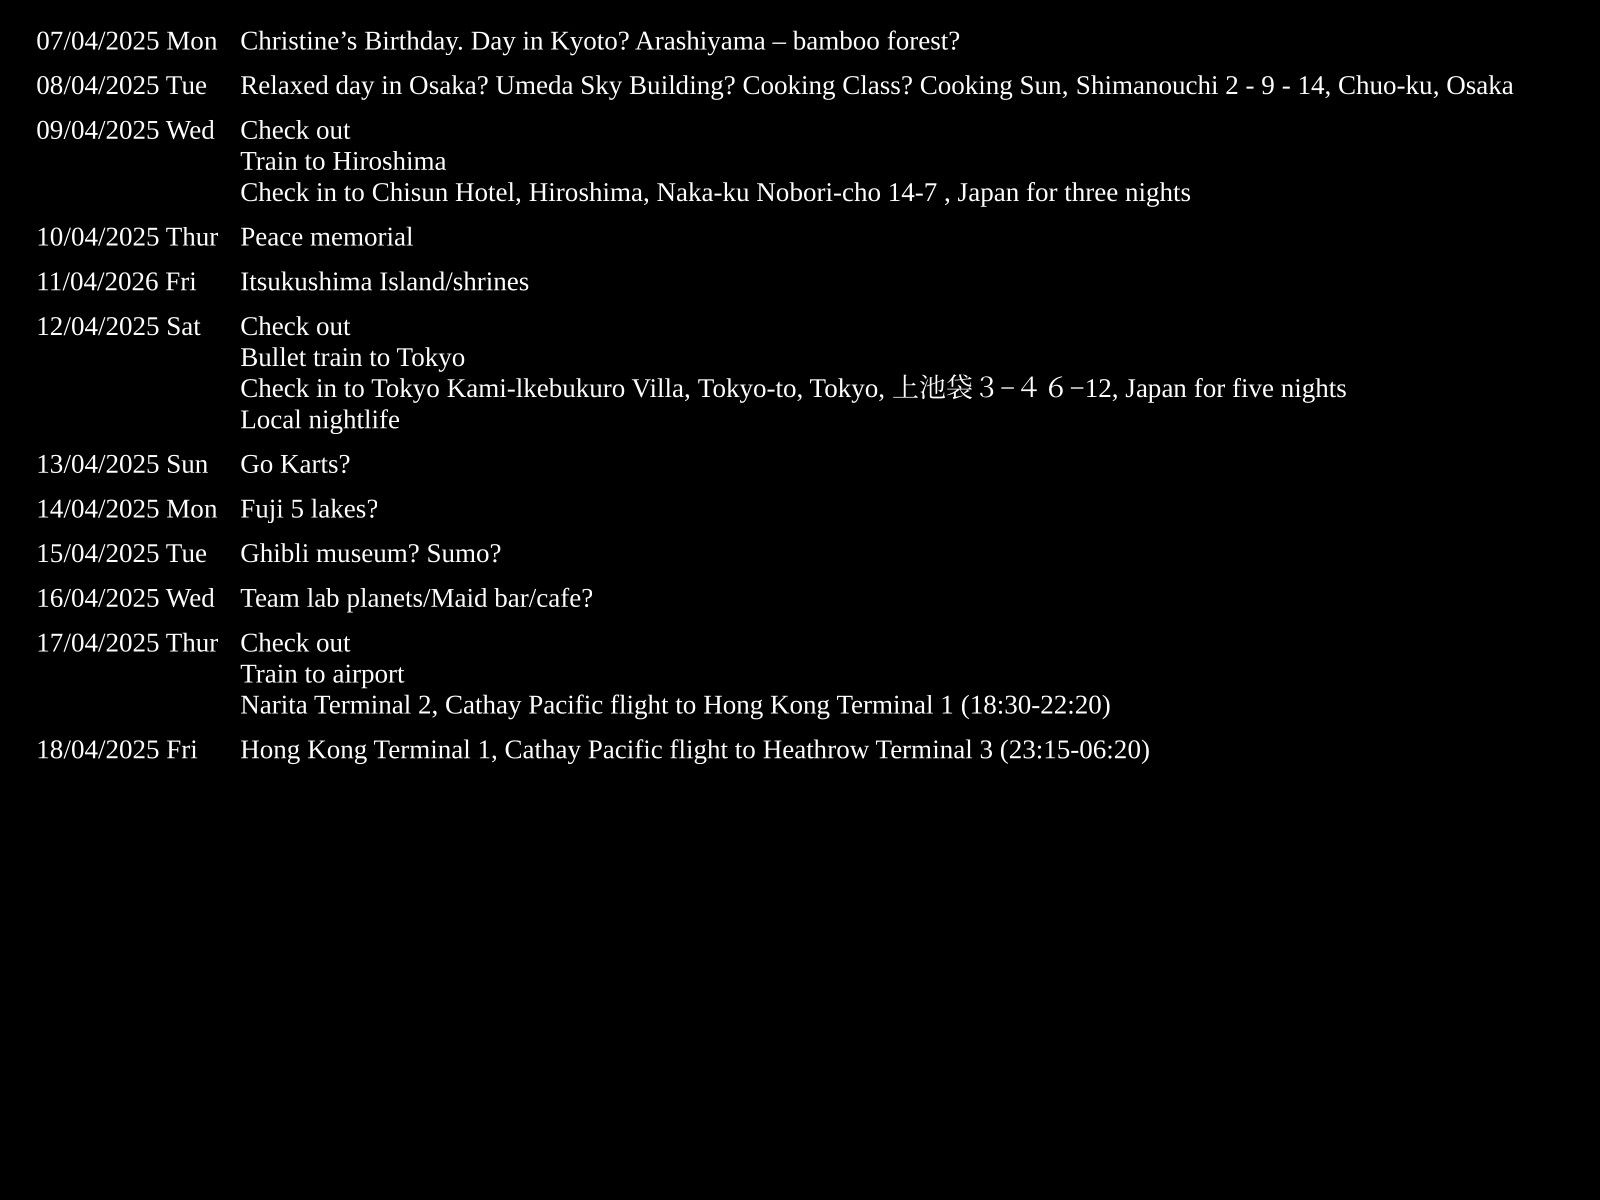 07/04/2025 Mon Christine’s Birthday. Day in Kyoto? Arashiyama – bamboo forest?
08/04/2025 Tue Relaxed day in Osaka? Umeda Sky Building? Cooking Class? Cooking Sun, Shimanouchi 2 - 9 - 14, Chuo-ku, Osaka
09/04/2025 Wed Check out
Train to Hiroshima
Check in to Chisun Hotel, Hiroshima, Naka-ku Nobori-cho 14-7 , Japan for three nights
10/04/2025 Thur Peace memorial
11/04/2026 Fri Itsukushima Island/shrines
12/04/2025 Sat Check out
Bullet train to Tokyo
Check in to Tokyo Kami-lkebukuro Villa, Tokyo-to, Tokyo, 上池袋３−４６−12, Japan for five nights
Local nightlife
13/04/2025 Sun Go Karts?
14/04/2025 Mon Fuji 5 lakes?
15/04/2025 Tue Ghibli museum? Sumo?
16/04/2025 Wed Team lab planets/Maid bar/cafe?
17/04/2025 Thur Check out
Train to airport
Narita Terminal 2, Cathay Pacific flight to Hong Kong Terminal 1 (18:30-22:20)
18/04/2025 Fri Hong Kong Terminal 1, Cathay Pacific flight to Heathrow Terminal 3 (23:15-06:20)